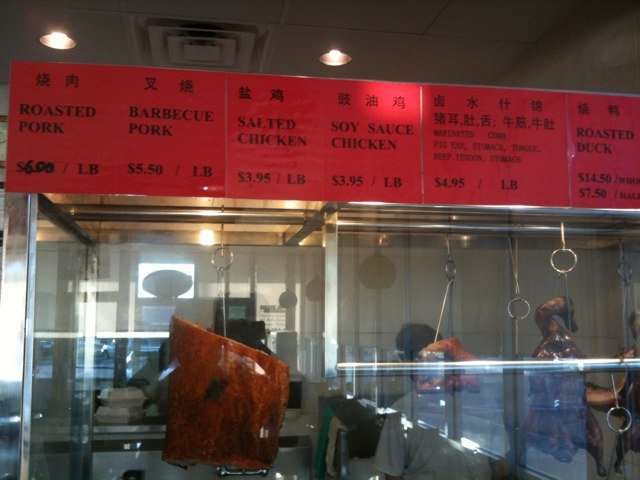 烧肉
ROASTED
PORK
$6.00 / LB
叉烧
BARBECUE
PORK
$5.50 / LB
盐鸡
SALTED
CHICKEN
$3.95 / LB
豉油鸡
SOY SAUCE
CHICKEN
$3.95 / LB
卤水什锦
猪耳,肚,舌; 牛筋,牛肚
MARINATED COMB
PIG EAR, STOMACH, TONGUE,
BEEF TENDON, STOMACH
$4.95 / LB
烧鸭
ROASTED
DUCK
$14.50
$7.50